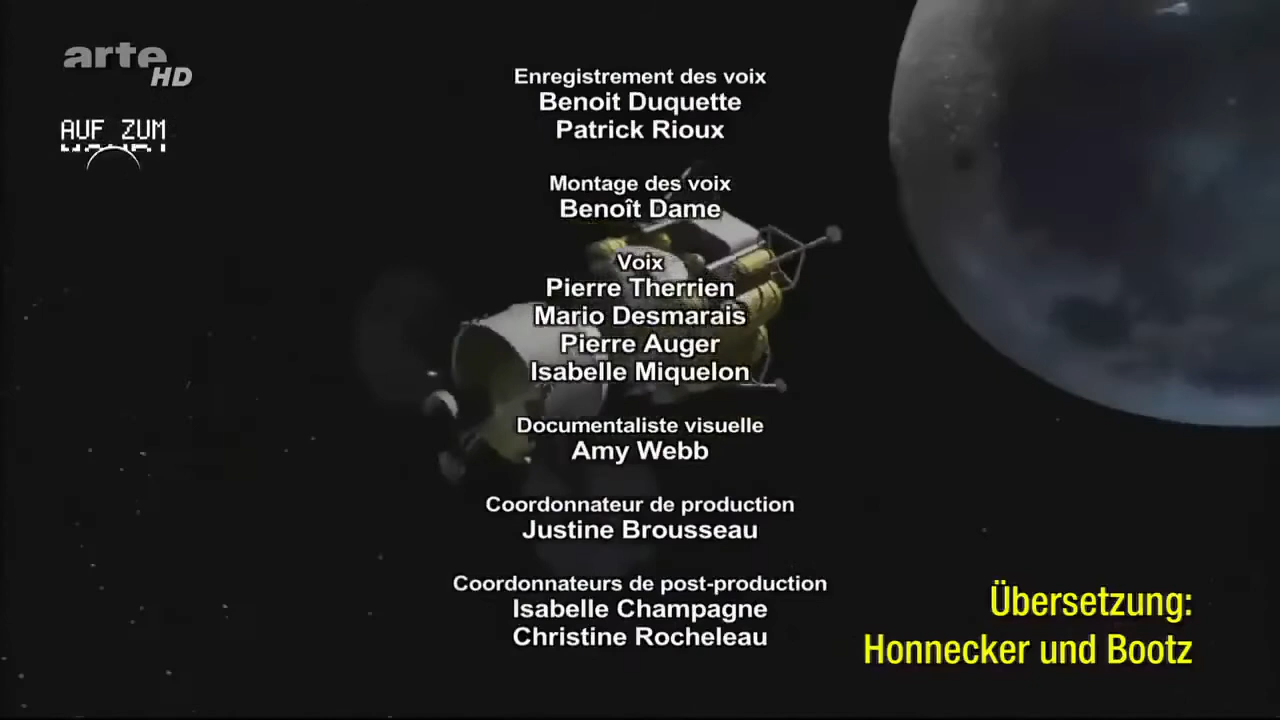 arte
HD
AUF ZUM
Enregistrement des voix
Benoit Duquette
Patrick Rioux
Montage des voix
Benoît Dame
Voix
Pierre Therrien
Mario Desmarais
Pierre Auger
Isabelle Miquelon
Documentaliste visuelle
Amy Webb
Coordonnateur de production
Justine Brousseau
Coordonnateurs de post-production
Isabelle Champagne
Christine Rocheleau
Übersetzung:
Honnecker und Bootz